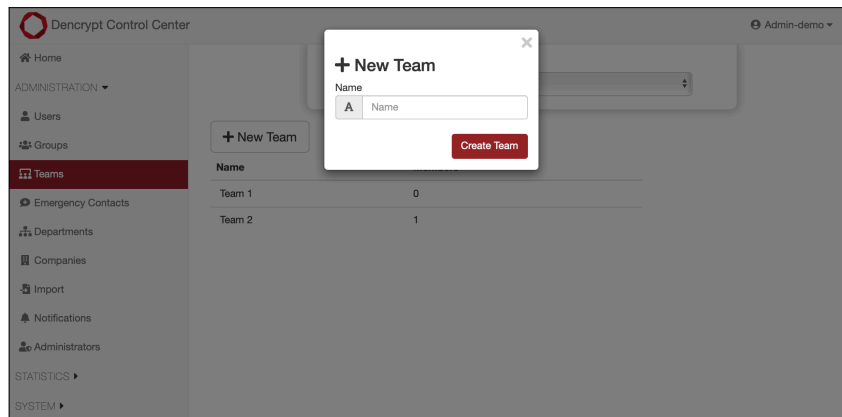 Dencrypt Control Center
Admin-demo
Home
ADMINISTRATION
Users
Groups
Teams
Emergency Contacts
Departments
Companies
Import
Notifications
Administrators
STATISTICS
SYSTEM
New Team
Name
A Name
Create Team
New Team
Name Members
Team 1 0
Team 2 1